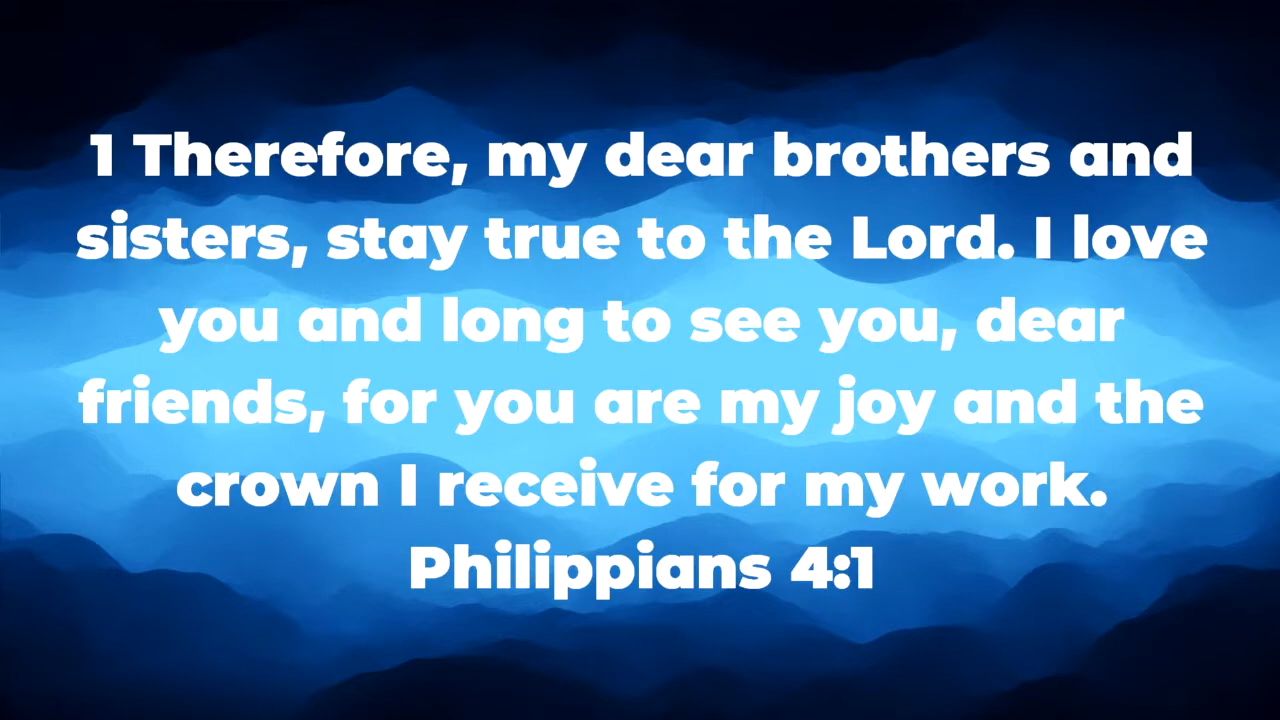 1 Therefore, my dear brothers and
sisters, stay true to the Lord. I love
you and long to see you, dear
friends, for you are my joy and the
crown I receive for my work.
Philippians 4:1